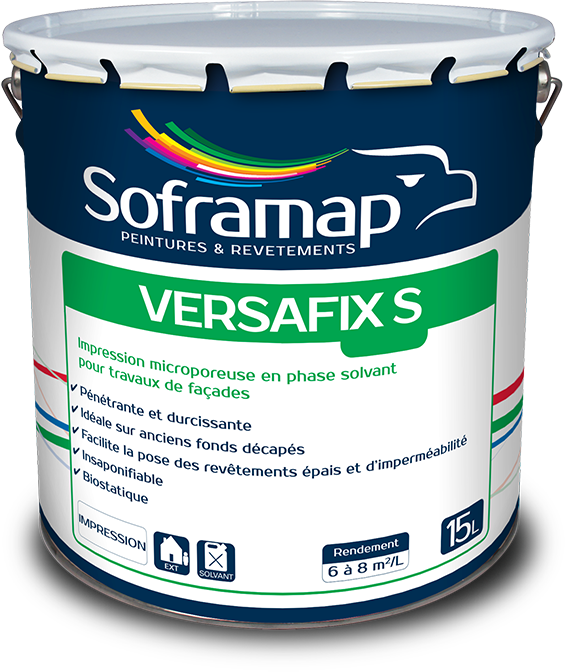 Soframap
PEINTURES & REVETEMENTS
VERSAFIX S
Impression microporeuse en phase solvant
pour travaux de façades
✔ Pénétrante et durcissante
✔ Idéale sur anciens fonds décapés
✔ Facilite la pose des revêtements épais et d'imperméabilité
✔ Insaponifiable
✔ Biostatique
IMPRESSION
EXT
SOLVANT
Rendement
6 à 8 m²/L
15L